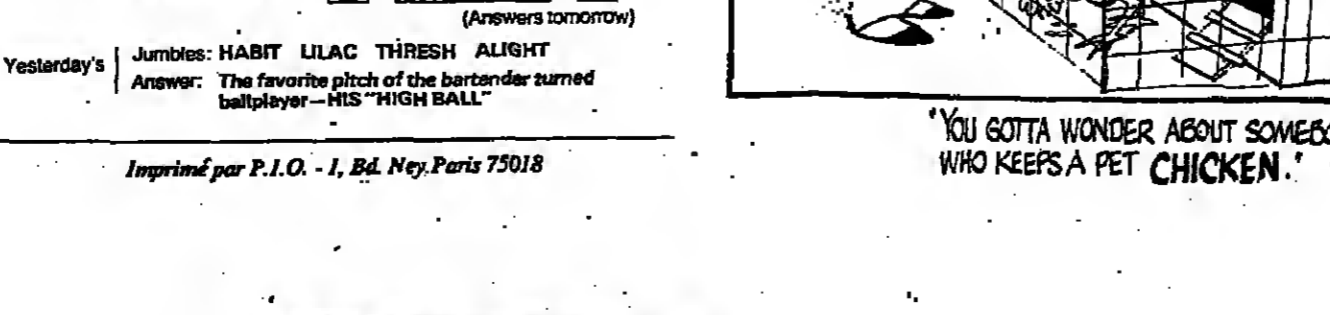 (Answers tomorrow)
Yesterday's
Jumbles: HABIT LILAC THRESH ALIGHT
Answer: The favorite pitch of the bartender turned
ballplayer—HIS "HIGH BALL"
Imprimé par P.I.O. - 1, Bd. Ney. Paris 75018
"YOU GOTTA WONDER ABOUT
WHO KEEPS A PET CHICKEN."